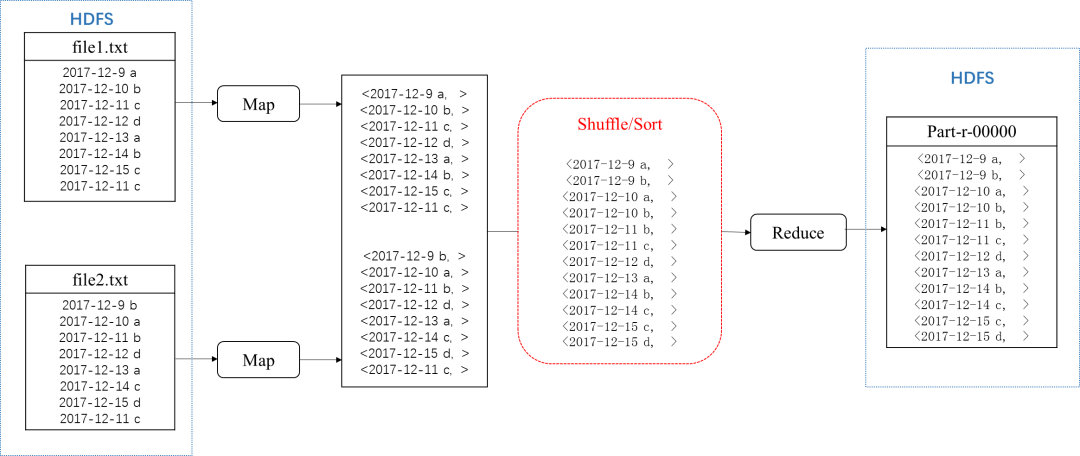 HDFS
file1.txt
2017-12-9 a
2017-12-10 b
2017-12-11 c
2017-12-12 d
2017-12-13 a
2017-12-14 b
2017-12-15 c
2017-12-11 c
file2.txt
2017-12-9 b
2017-12-10 a
2017-12-11 b
2017-12-12 d
2017-12-13 a
2017-12-14 c
2017-12-15 d
2017-12-11 c
Map
Map
<2017-12-9 a, >
<2017-12-10 b, >
<2017-12-11 c, >
<2017-12-12 d, >
<2017-12-13 a, >
<2017-12-14 b, >
<2017-12-15 c, >
<2017-12-11 c, >
<2017-12-9 b, >
<2017-12-10 a, >
<2017-12-11 b, >
<2017-12-12 d, >
<2017-12-13 a, >
<2017-12-14 c, >
<2017-12-15 d, >
<2017-12-11 c, >
Shuffle/Sort
<2017-12-9 a, >
<2017-12-9 b, >
<2017-12-10 a, >
<2017-12-10 b, >
<2017-12-11 b, >
<2017-12-11 c, >
<2017-12-12 d, >
<2017-12-13 a, >
<2017-12-14 b, >
<2017-12-14 c, >
<2017-12-15 c, >
<2017-12-15 d, >
Reduce
HDFS
Part-r-00000
<2017-12-9 a, >
<2017-12-9 b, >
<2017-12-10 a, >
<2017-12-10 b, >
<2017-12-11 b, >
<2017-12-11 c, >
<2017-12-12 d, >
<2017-12-13 a, >
<2017-12-14 b, >
<2017-12-14 c, >
<2017-12-15 c, >
<2017-12-15 d, >